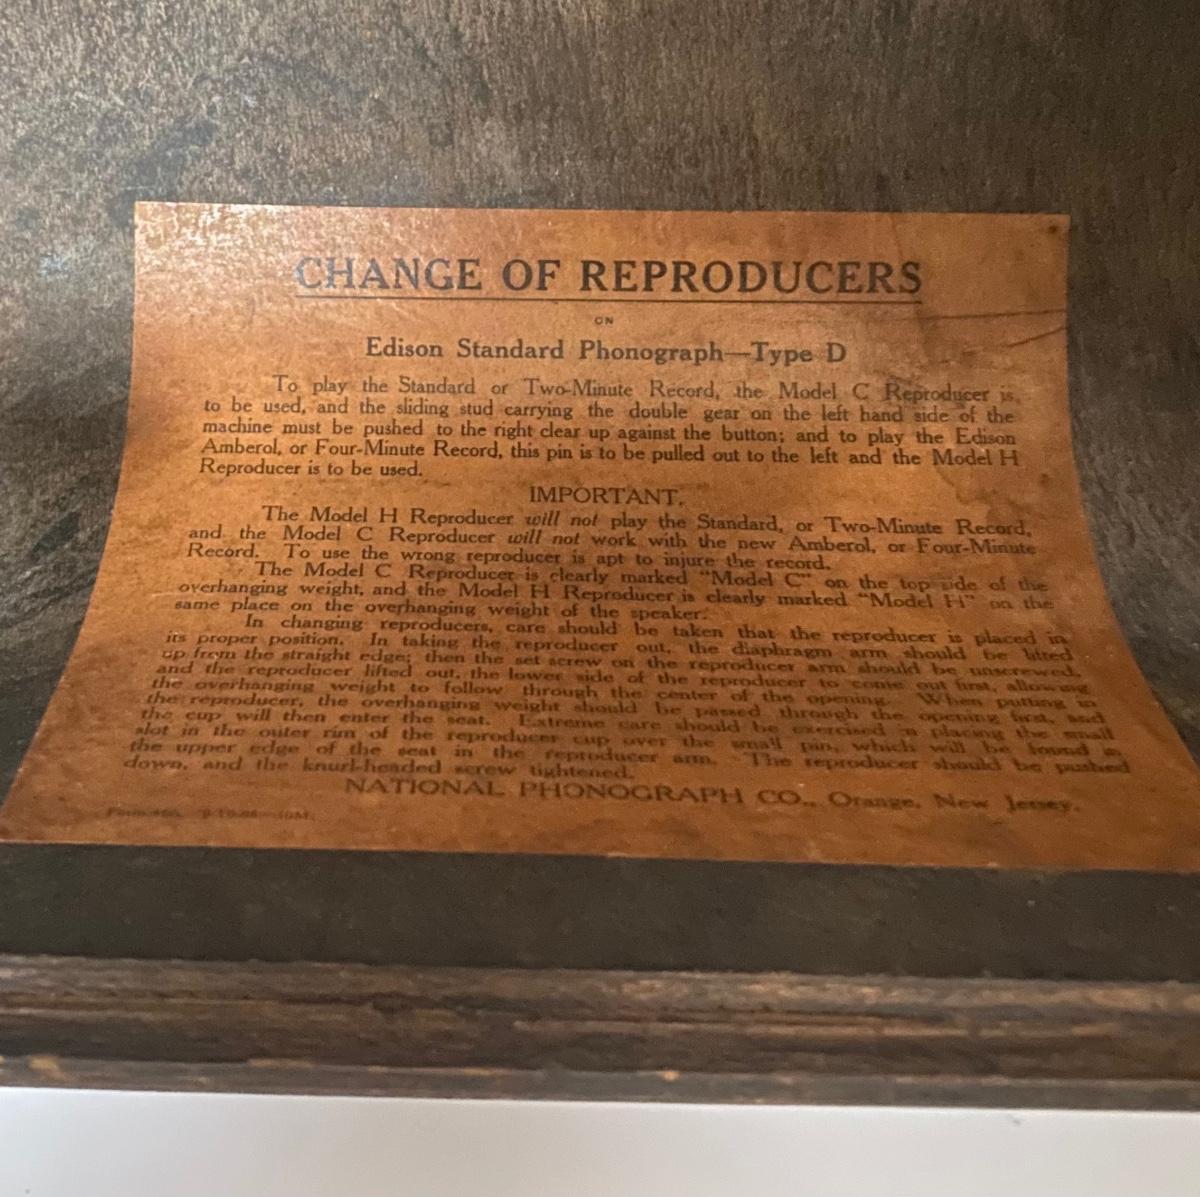 CHANGE OF REPRODUCERS
ON
Edison Standard Phonograph—Type D
To play the Standard or Two-Minute Record, the Model C Reproducer is,
to be used, and the sliding stud carrying the double gear on the left hand side of the
machine must be pushed to the right clear up against the button; and to play the Edison
Amberol, or Four-Minute Record, this pin is to be pulled out to the left and the Model H
Reproducer is to be used.
IMPORTANT.
The Model H Reproducer will not play the Standard, or Two-Minute Record,
and the Model C Reproducer will not work with the new Amberol, or Four-Minute
Record. To use the wrong reproducer is apt to injure the record.
The Model C Reproducer is clearly marked "Model C" on the top side of the
overhanging weight, and the Model H Reproducer is clearly marked "Model H" on the
same place on the overhanging weight of the speaker.
In changing reproducers, care should be taken that the reproducer is placed in
its proper position. In taking the reproducer out, the diaphragm arm should be lifted
up from the straight edge; then the set screw on the reproducer arm should be unscrewed,
and the reproducer lifted out, the lower side of the reproducer to come out first, allowing
the overhanging weight to follow through the center of the opening. When putting in
the reproducer, the overhanging weight should be passed through the opening first, and
the cup will then enter the seat. Extreme care should be exercised in placing the small
slot in the outer rim of the reproducer cup over the small pin, which will be found in
the upper edge of the seat in the reproducer arm. The reproducer should be pushed
down, and the knurl-headed screw tightened.
NATIONAL PHONOGRAPH CO., Orange, New Jersey.
Form